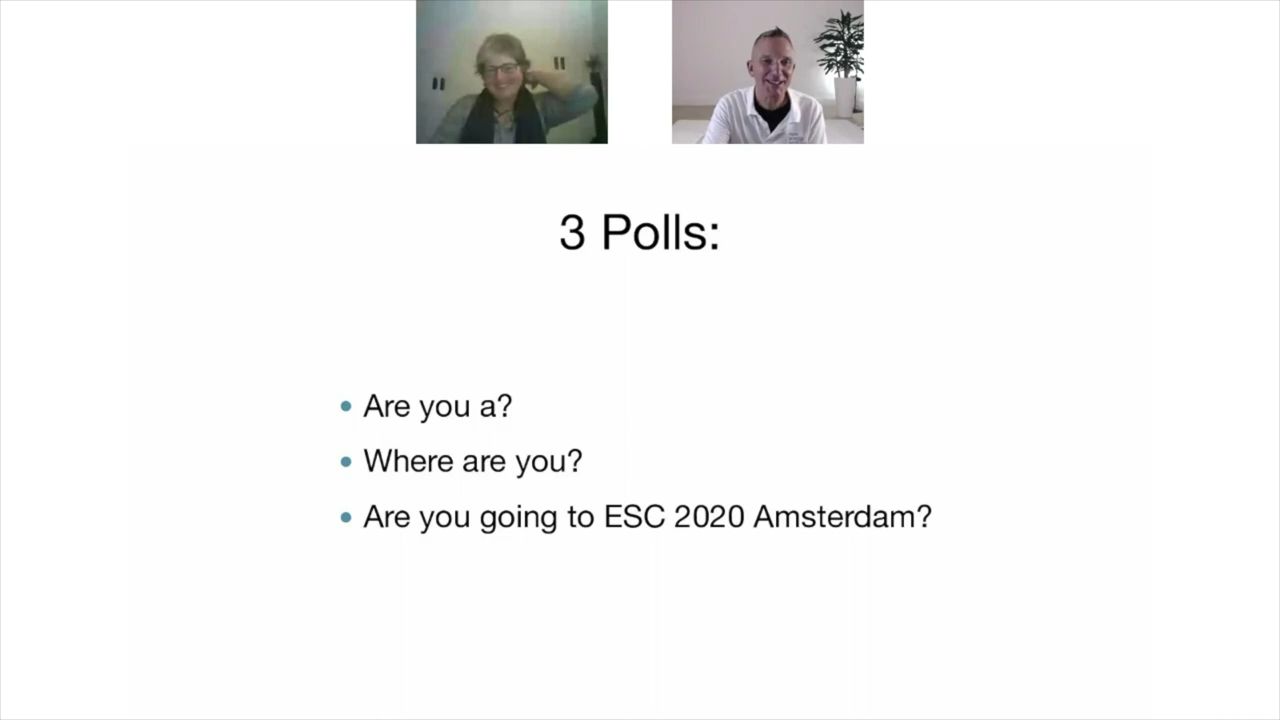 3 Polls:
• Are you a?
• Where are you?
• Are you going to ESC 2020 Amsterdam?